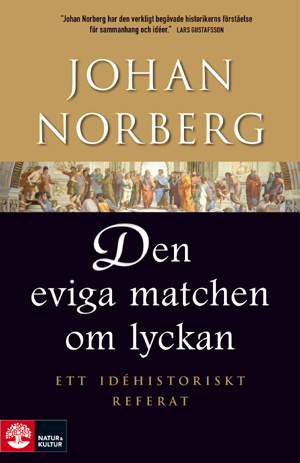 "Johan Norberg har den verkligt begåvade historikerns förståelse
för sammanhang och idéer." LARS GUSTAFSSON
JOHAN
NORBERG
Den
eviga matchen
om lyckan
ETT IDÉHISTORISKT
REFERAT
NATUR &
KULTUR